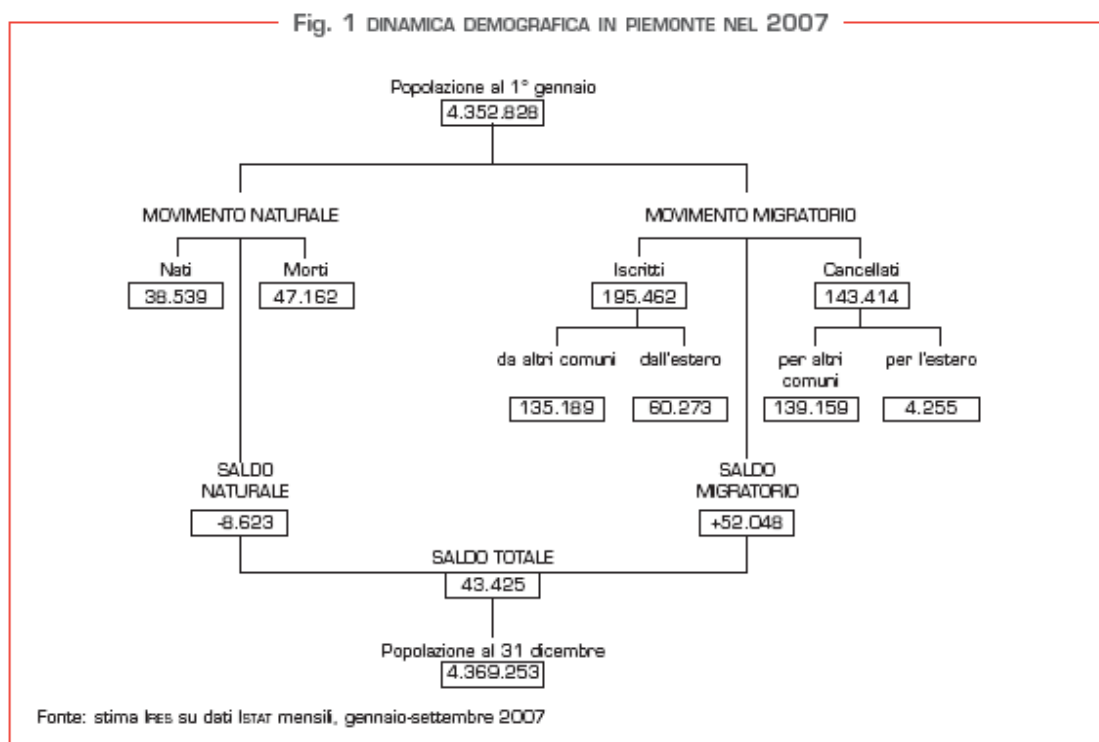 Fig. 1 DINAMICA DEMOGRAFICA IN PIEMONTE NEL 2007
Popolazione al 1° gennaio
4.352.828
MOVIMENTO NATURALE
MOVIMENTO MIGRATORIO
Nati
Morti
Iscritti
Cancellati
38.539
47.162
195.462
143.414
da altri comuni
dall'estero
per altri
comuni
per l'estero
135.189
60.273
139.159
4.255
SALDO
NATURALE
-8.623
SALDO
MIGRATORIO
+52.048
SALDO TOTALE
43.425
Popolazione al 31 dicembre
4.369.253
Fonte: stima IRES su dati ISTAT mensili, gennaio-settembre 2007